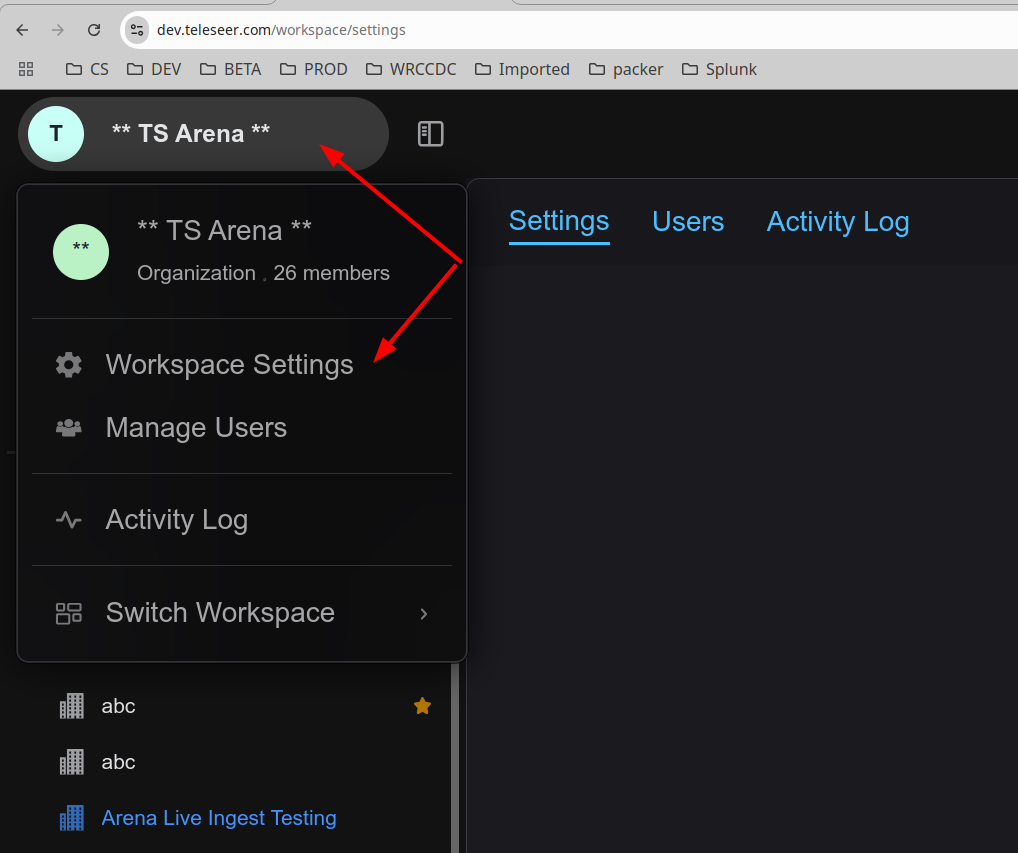 dev.teleseer.com/workspace/settings
CS DEV BETA PROD WRCCDC Imported packer Splunk
T ** TS Arena **
** ** TS Arena **
Organization . 26 members
Settings Users Activity Log
Workspace Settings
Manage Users
Activity Log
Switch Workspace
abc
abc
Arena Live Ingest Testing